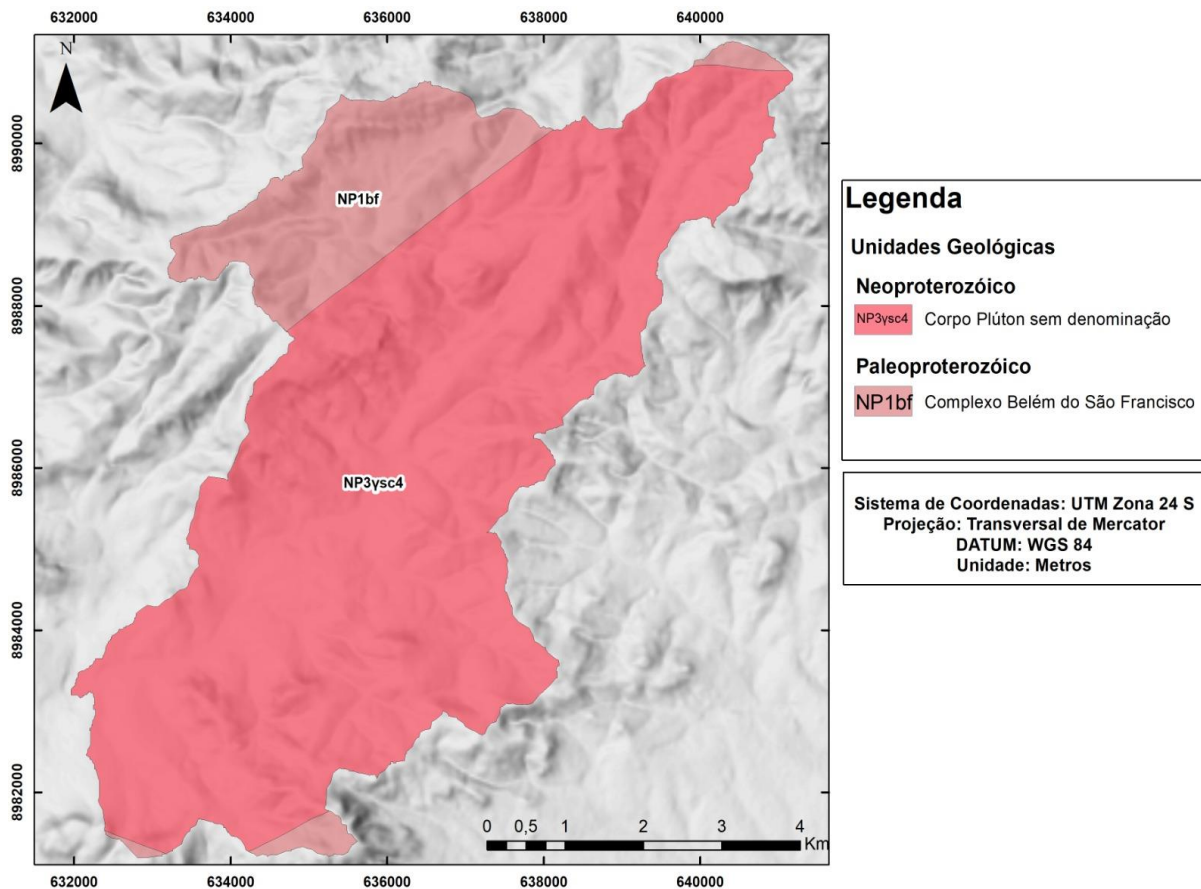 632000 634000 636000 638000 640000
N
8990000
8988000
8986000
8984000
8982000
NP1bf
NP3γsc4
0 0,5 1 2 3 4
Km
632000 634000 636000 638000 640000
Legenda
Unidades Geológicas
Neoproterozóico
NP3γsc4 Corpo Plúton sem denominação
Paleoproterozóico
NP1bf Complexo Belém do São Francisco
Sistema de Coordenadas: UTM Zona 24 S
Projeção: Transversal de Mercator
DATUM: WGS 84
Unidade: Metros